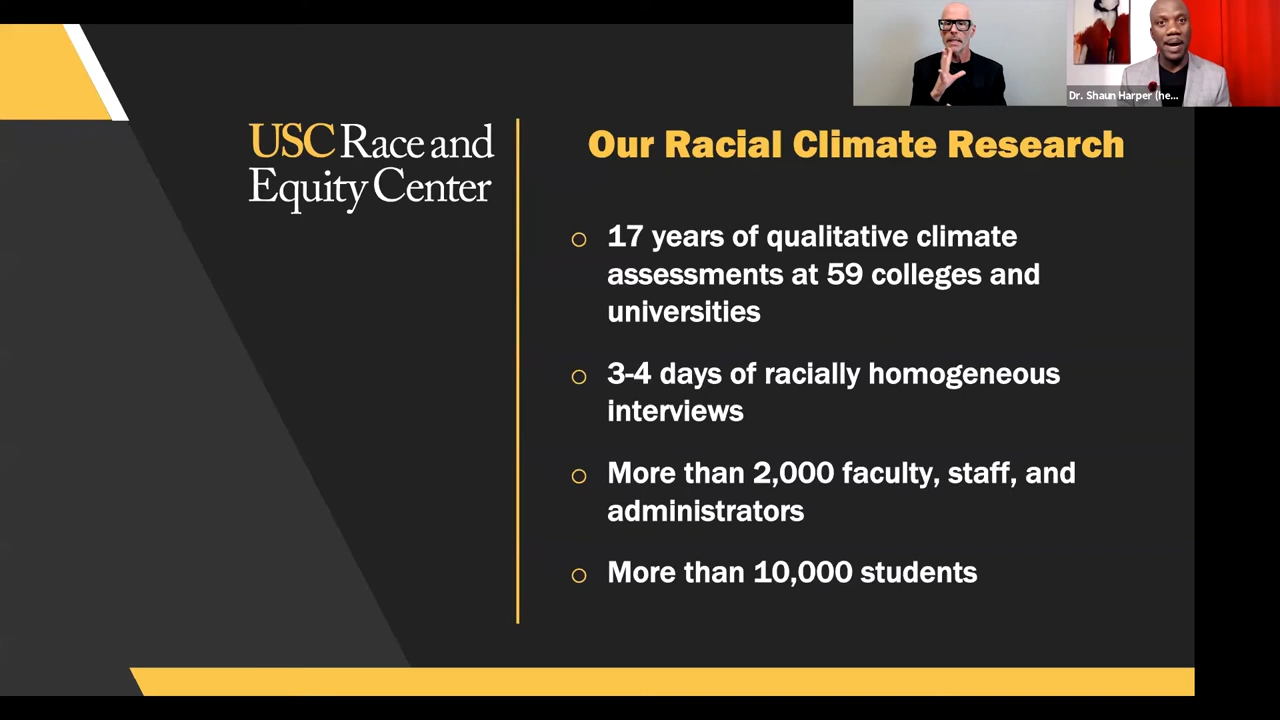 Dr. Shaun Harper (he...
USC Race and
Equity Center
Our Racial Climate Research
17 years of qualitative climate
assessments at 59 colleges and
universities
3-4 days of racially homogeneous
interviews
More than 2,000 faculty, staff, and
administrators
More than 10,000 students